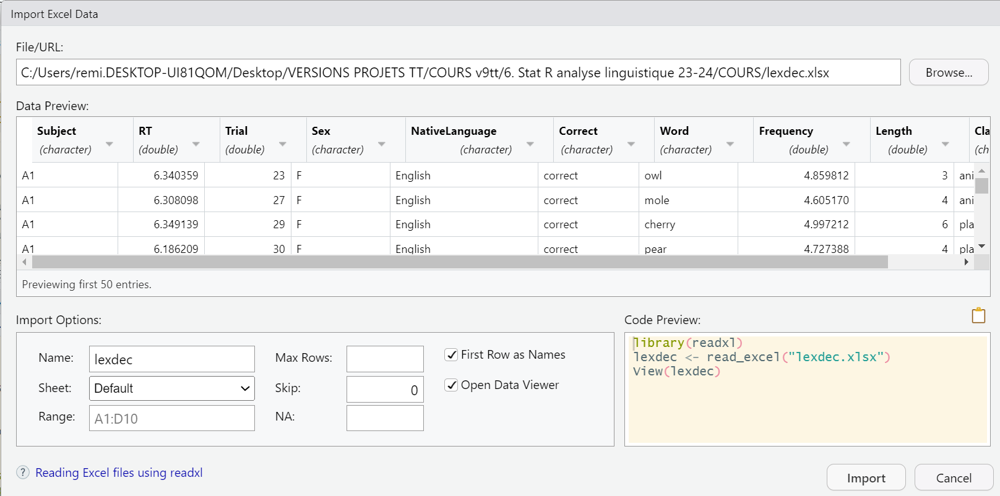 Import Excel Data
File/URL:
C:/Users/remi.DESKTOP-UI81QOM/Desktop/VERSIONS PROJETS TT/COURS v9tt/6. Stat R analyse linguistique 23-24/COURS/lexdec.xlsx
Browse...
Data Preview:
Subject RT Trial Sex NativeLanguage Correct Word Frequency Length Cla
(character) (double) (double) (character) (character) (character) (character) (double) (double) (ch
A1 6.340359 23 F English correct owl 4.859812 3 ani
A1 6.308098 27 F English correct mole 4.605170 4 ani
A1 6.349139 29 F English correct cherry 4.997212 6 pla
A1 6.186209 30 F English correct pear 4.727388 4 pla
Previewing first 50 entries.
Import Options:
Name: lexdec Max Rows: First Row as Names
Sheet: Default Skip: 0 Open Data Viewer
Range: A1:D10 NA:
Code Preview:
library(readxl)
lexdec <- read_excel("lexdec.xlsx")
View(lexdec)
? Reading Excel files using readxl
Import Cancel